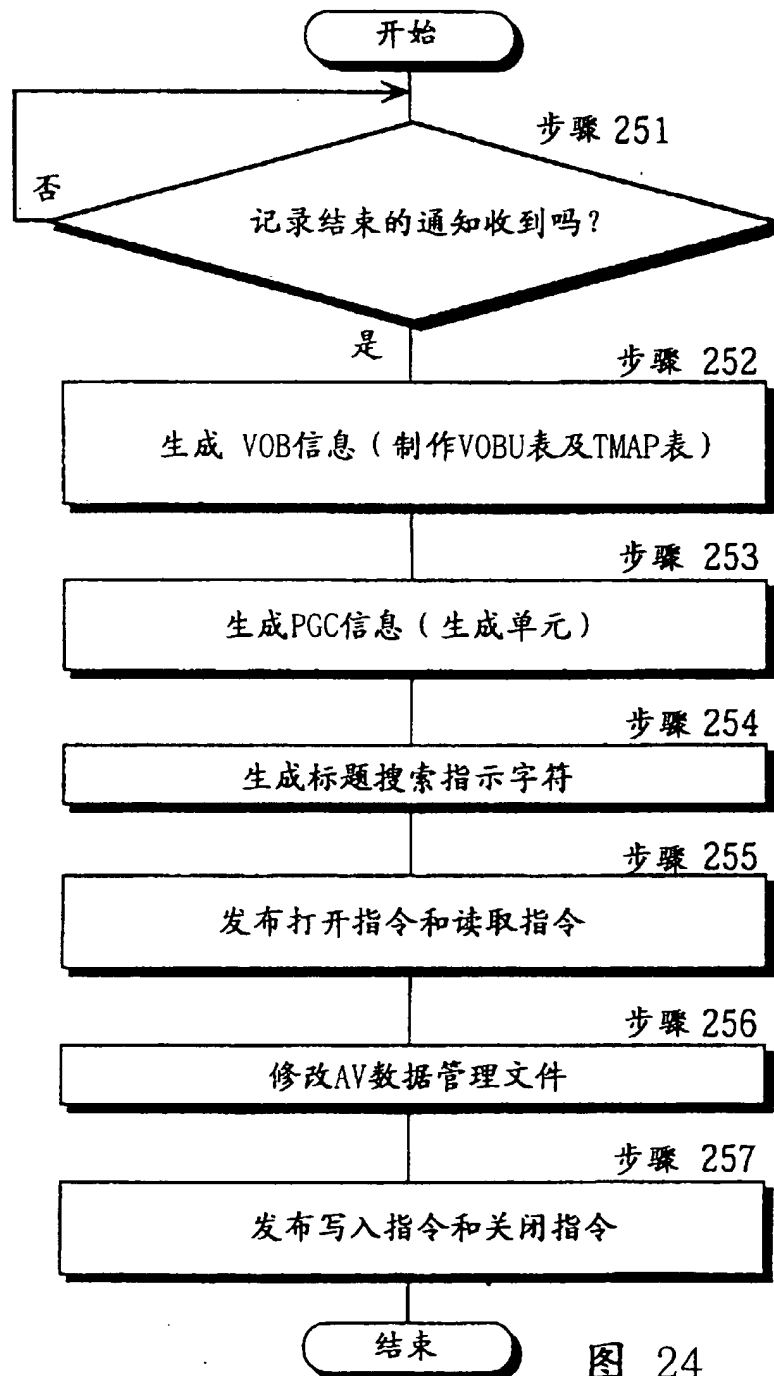 开始
步骤 251
否
记录结束的通知收到吗？
是
步骤 252
生成 VOB信息（制作VOBU表及TMAP表）
步骤 253
生成PGC信息（生成单元）
步骤 254
生成标题搜索指示字符
步骤 255
发布打开指令和读取指令
步骤 256
修改AV数据管理文件
步骤 257
发布写入指令和关闭指令
结束
图 24